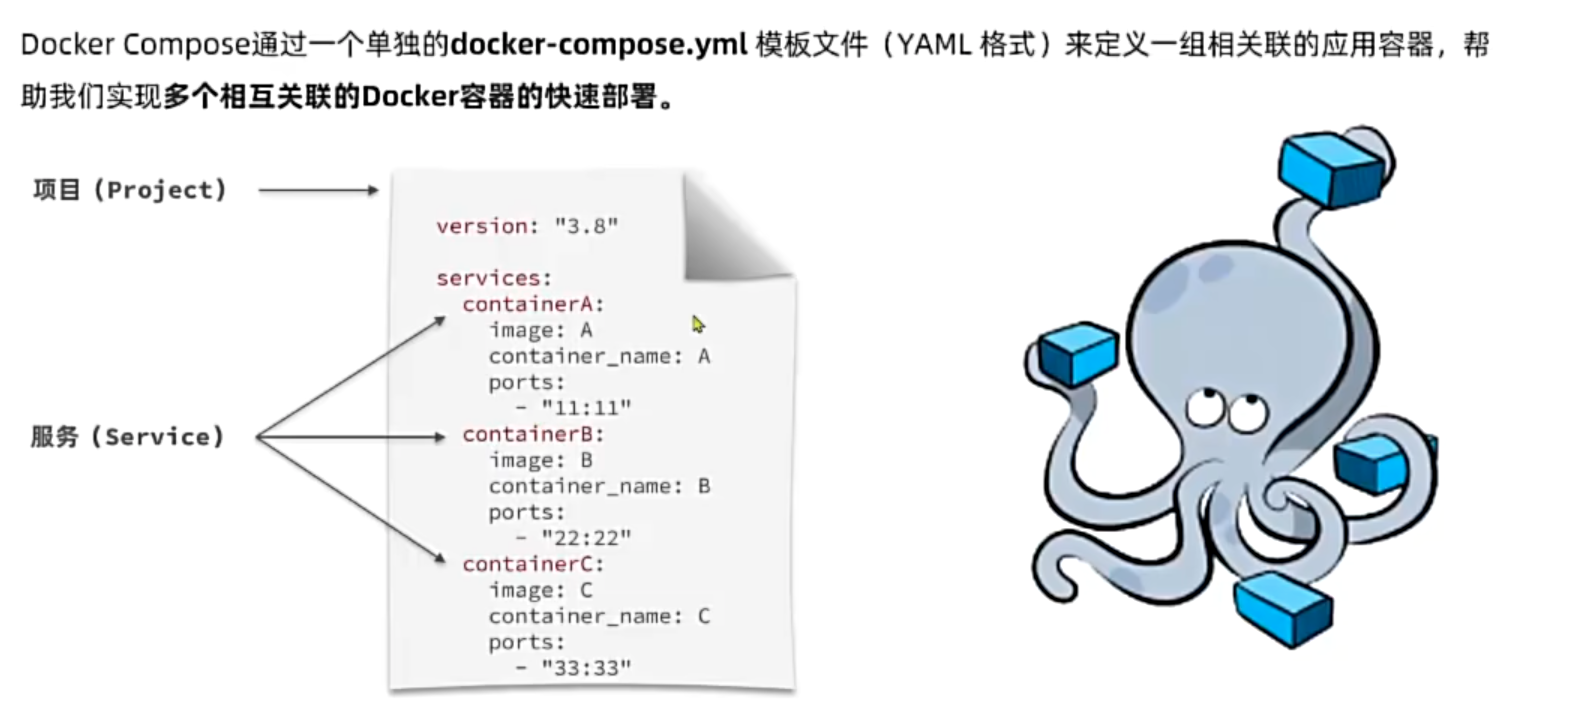 Docker Compose通过一个单独的docker-compose.yml 模板文件（YAML 格式）来定义一组相关联的应用容器，帮
助我们实现多个相互关联的Docker容器的快速部署。
项目（Project）
version: "3.8"
services:
containerA:
image: A
container_name: A
ports:
- "11:11"
服务（Service）
containerB:
image: B
container_name: B
ports:
- "22:22"
containerC:
image: C
container_name: C
ports:
- "33:33"